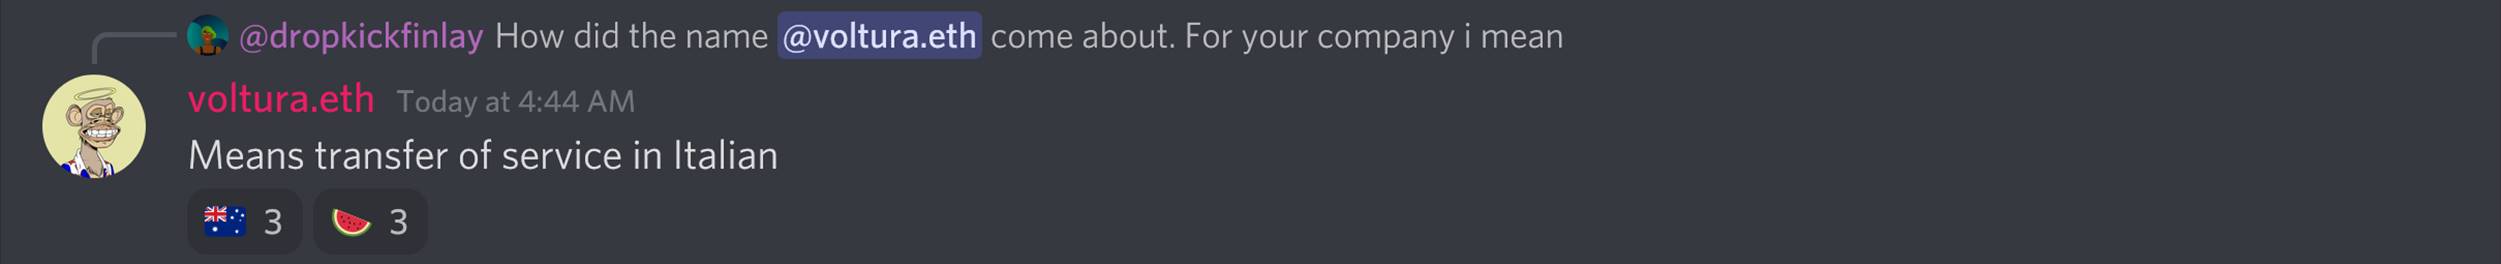 @dropkickfinlay How did the name @voltura.eth come about. For your company i mean
voltura.eth Today at 4:44 AM
Means transfer of service in Italian
3 3